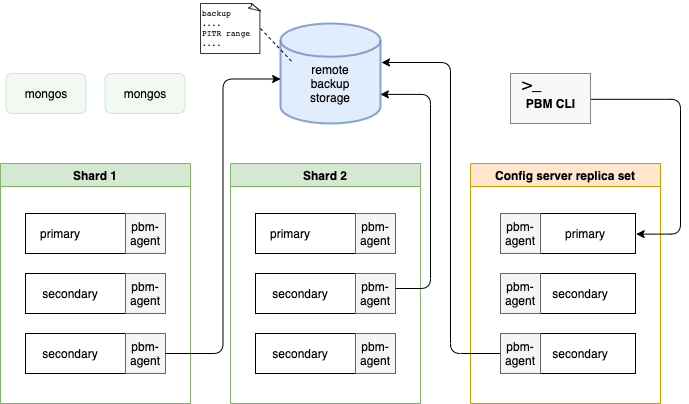 backup
....
PITR range
....
remote
backup
storage
mongos
mongos
>_
PBM CLI
Shard 1
primary
pbm-
agent
secondary
pbm-
agent
secondary
pbm-
agent
Shard 2
primary
pbm-
agent
secondary
pbm-
agent
secondary
pbm-
agent
Config server replica set
pbm-
agent
primary
pbm-
agent
secondary
pbm-
agent
secondary